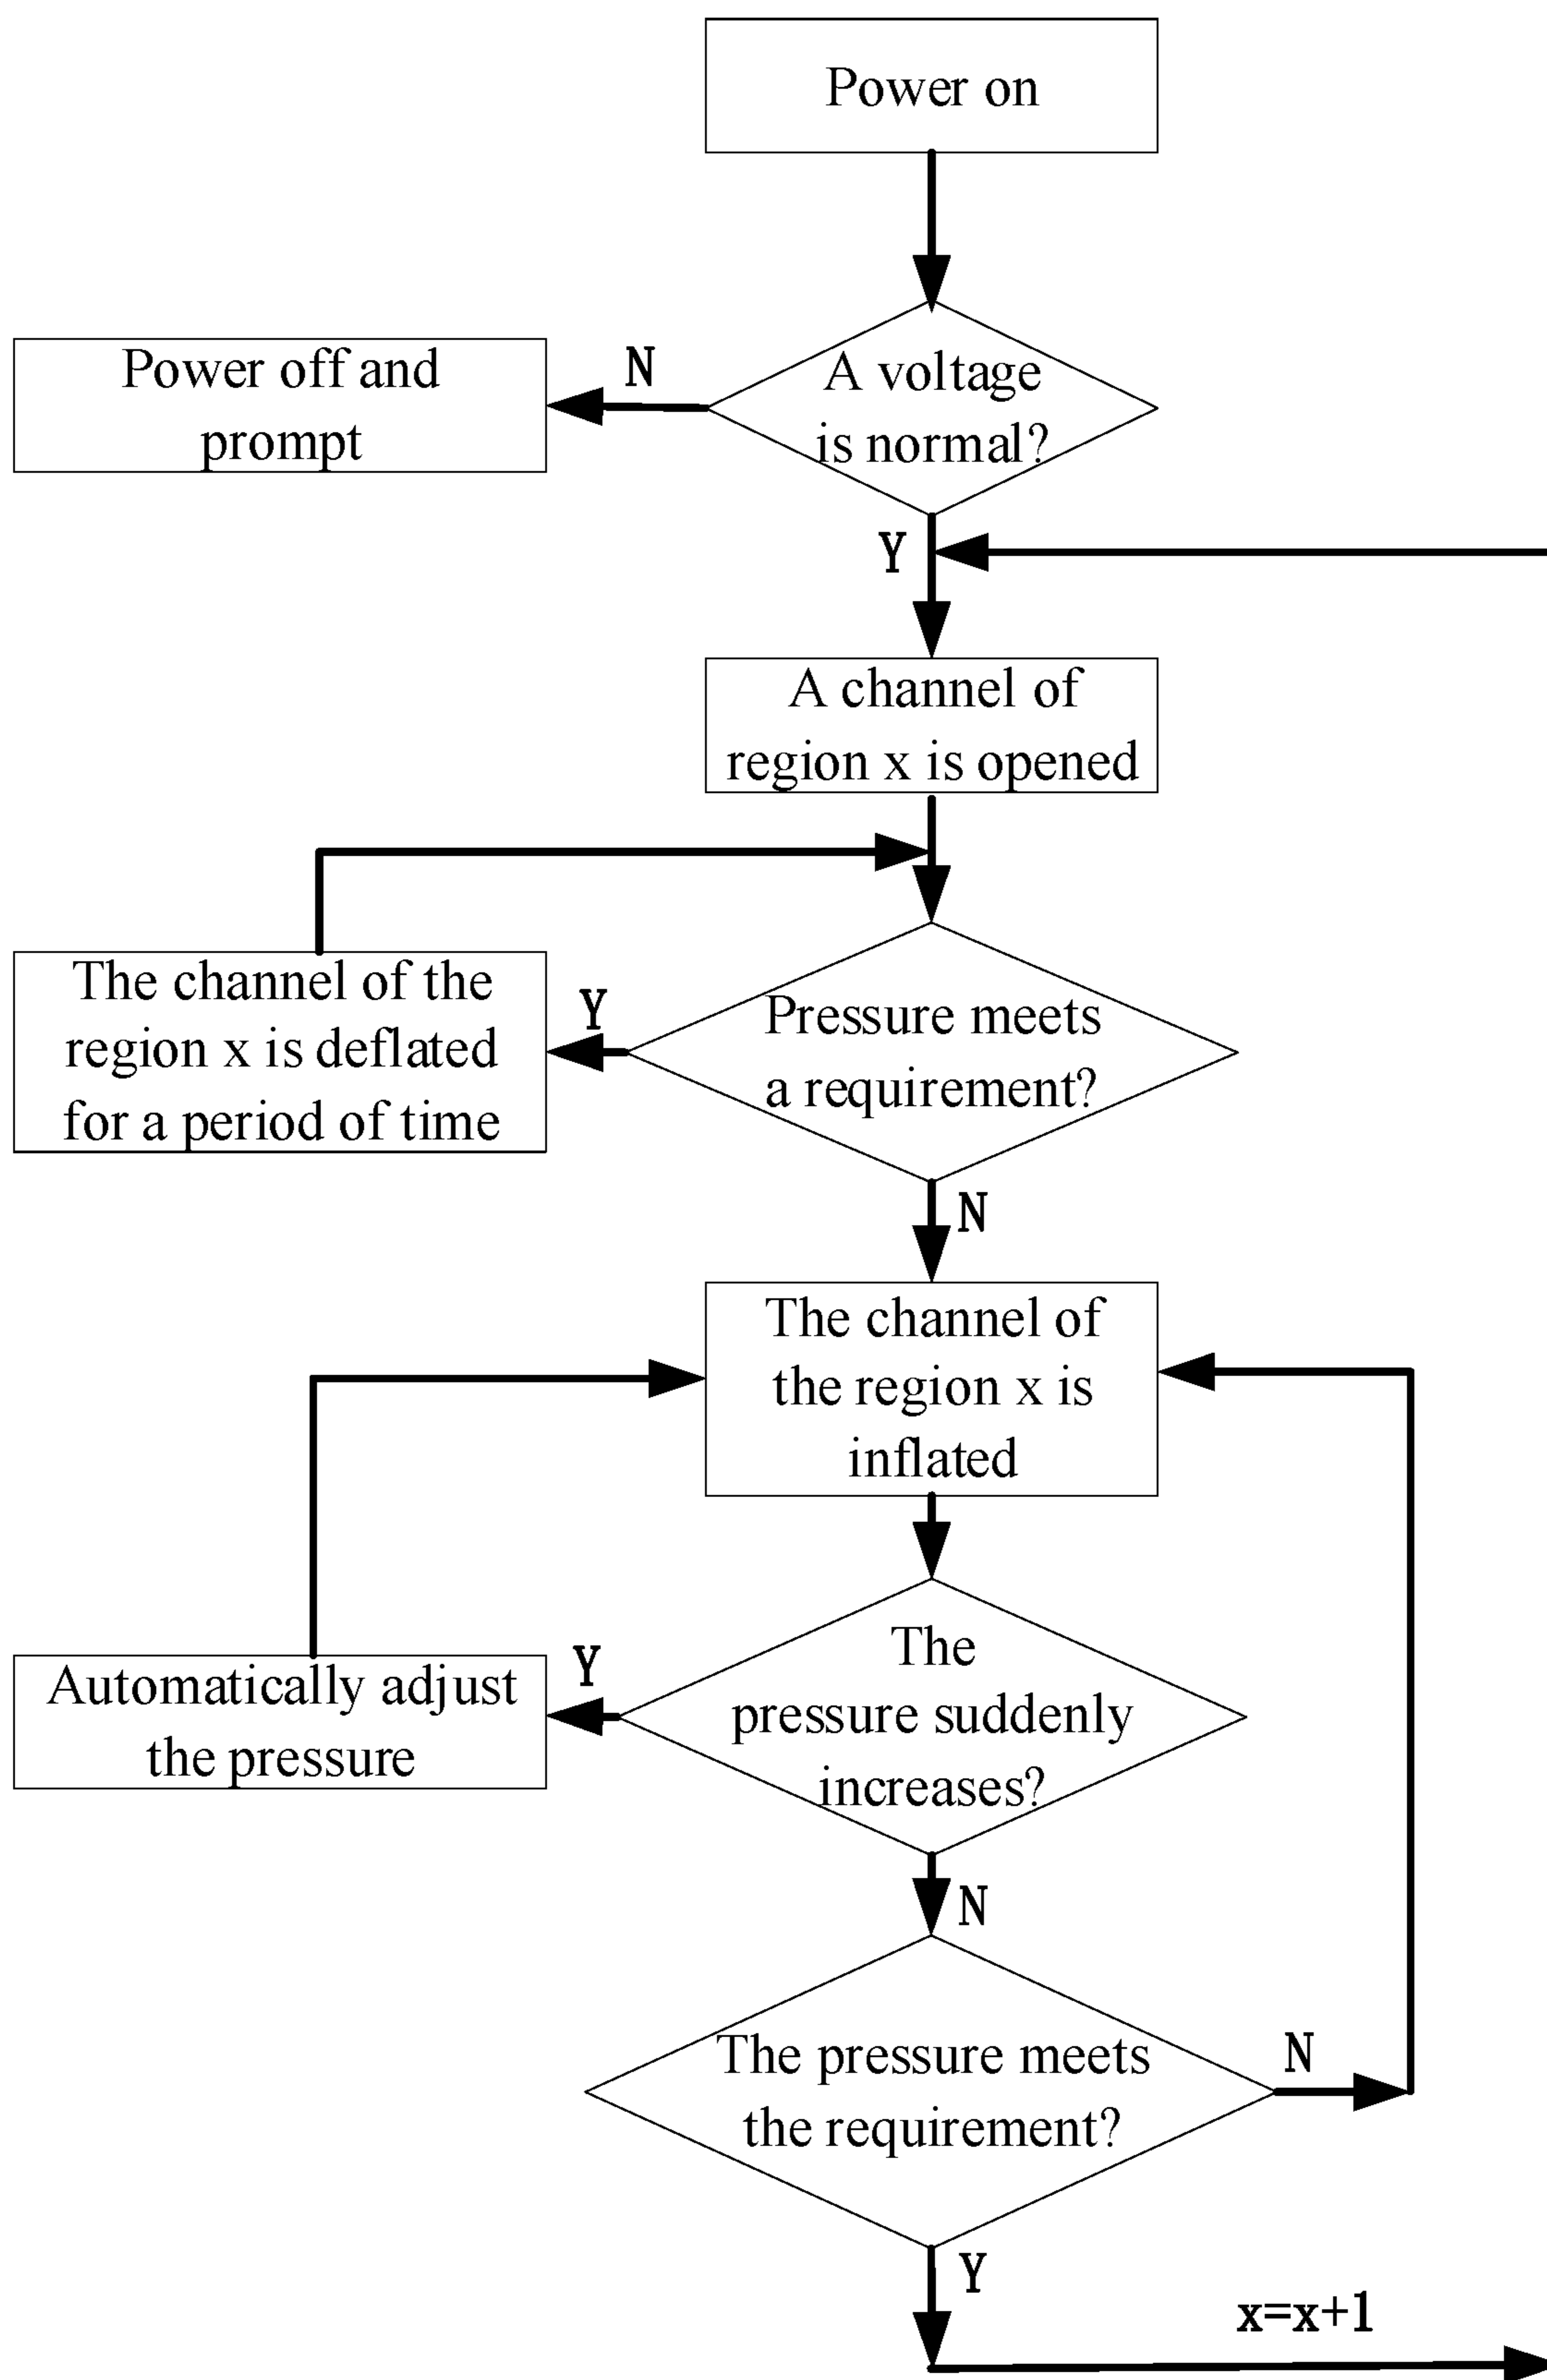 Power on
A voltage
is normal?
N
Power off and
prompt
Y
A channel of
region x is opened
Pressure meets
a requirement?
Y
The channel of the
region x is deflated
for a period of time
N
The channel of
the region x is
inflated
The
pressure suddenly
increases?
Y
Automatically adjust
the pressure
N
The pressure meets
the requirement?
N
Y
x=x+1